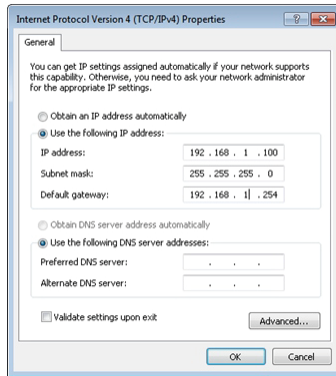 Internet Protocol Version 4 (TCP/IPv4) Properties
General
You can get IP settings assigned automatically if your network supports
this capability. Otherwise, you need to ask your network administrator
for the appropriate IP settings.
Obtain an IP address automatically
Use the following IP address:
IP address: 192 . 168 . 1 . 100
Subnet mask: 255 . 255 . 255 . 0
Default gateway: 192 . 168 . 1 . 254
Obtain DNS server address automatically
Use the following DNS server addresses:
Preferred DNS server: . . .
Alternate DNS server: . . .
Validate settings upon exit
Advanced...
OK Cancel